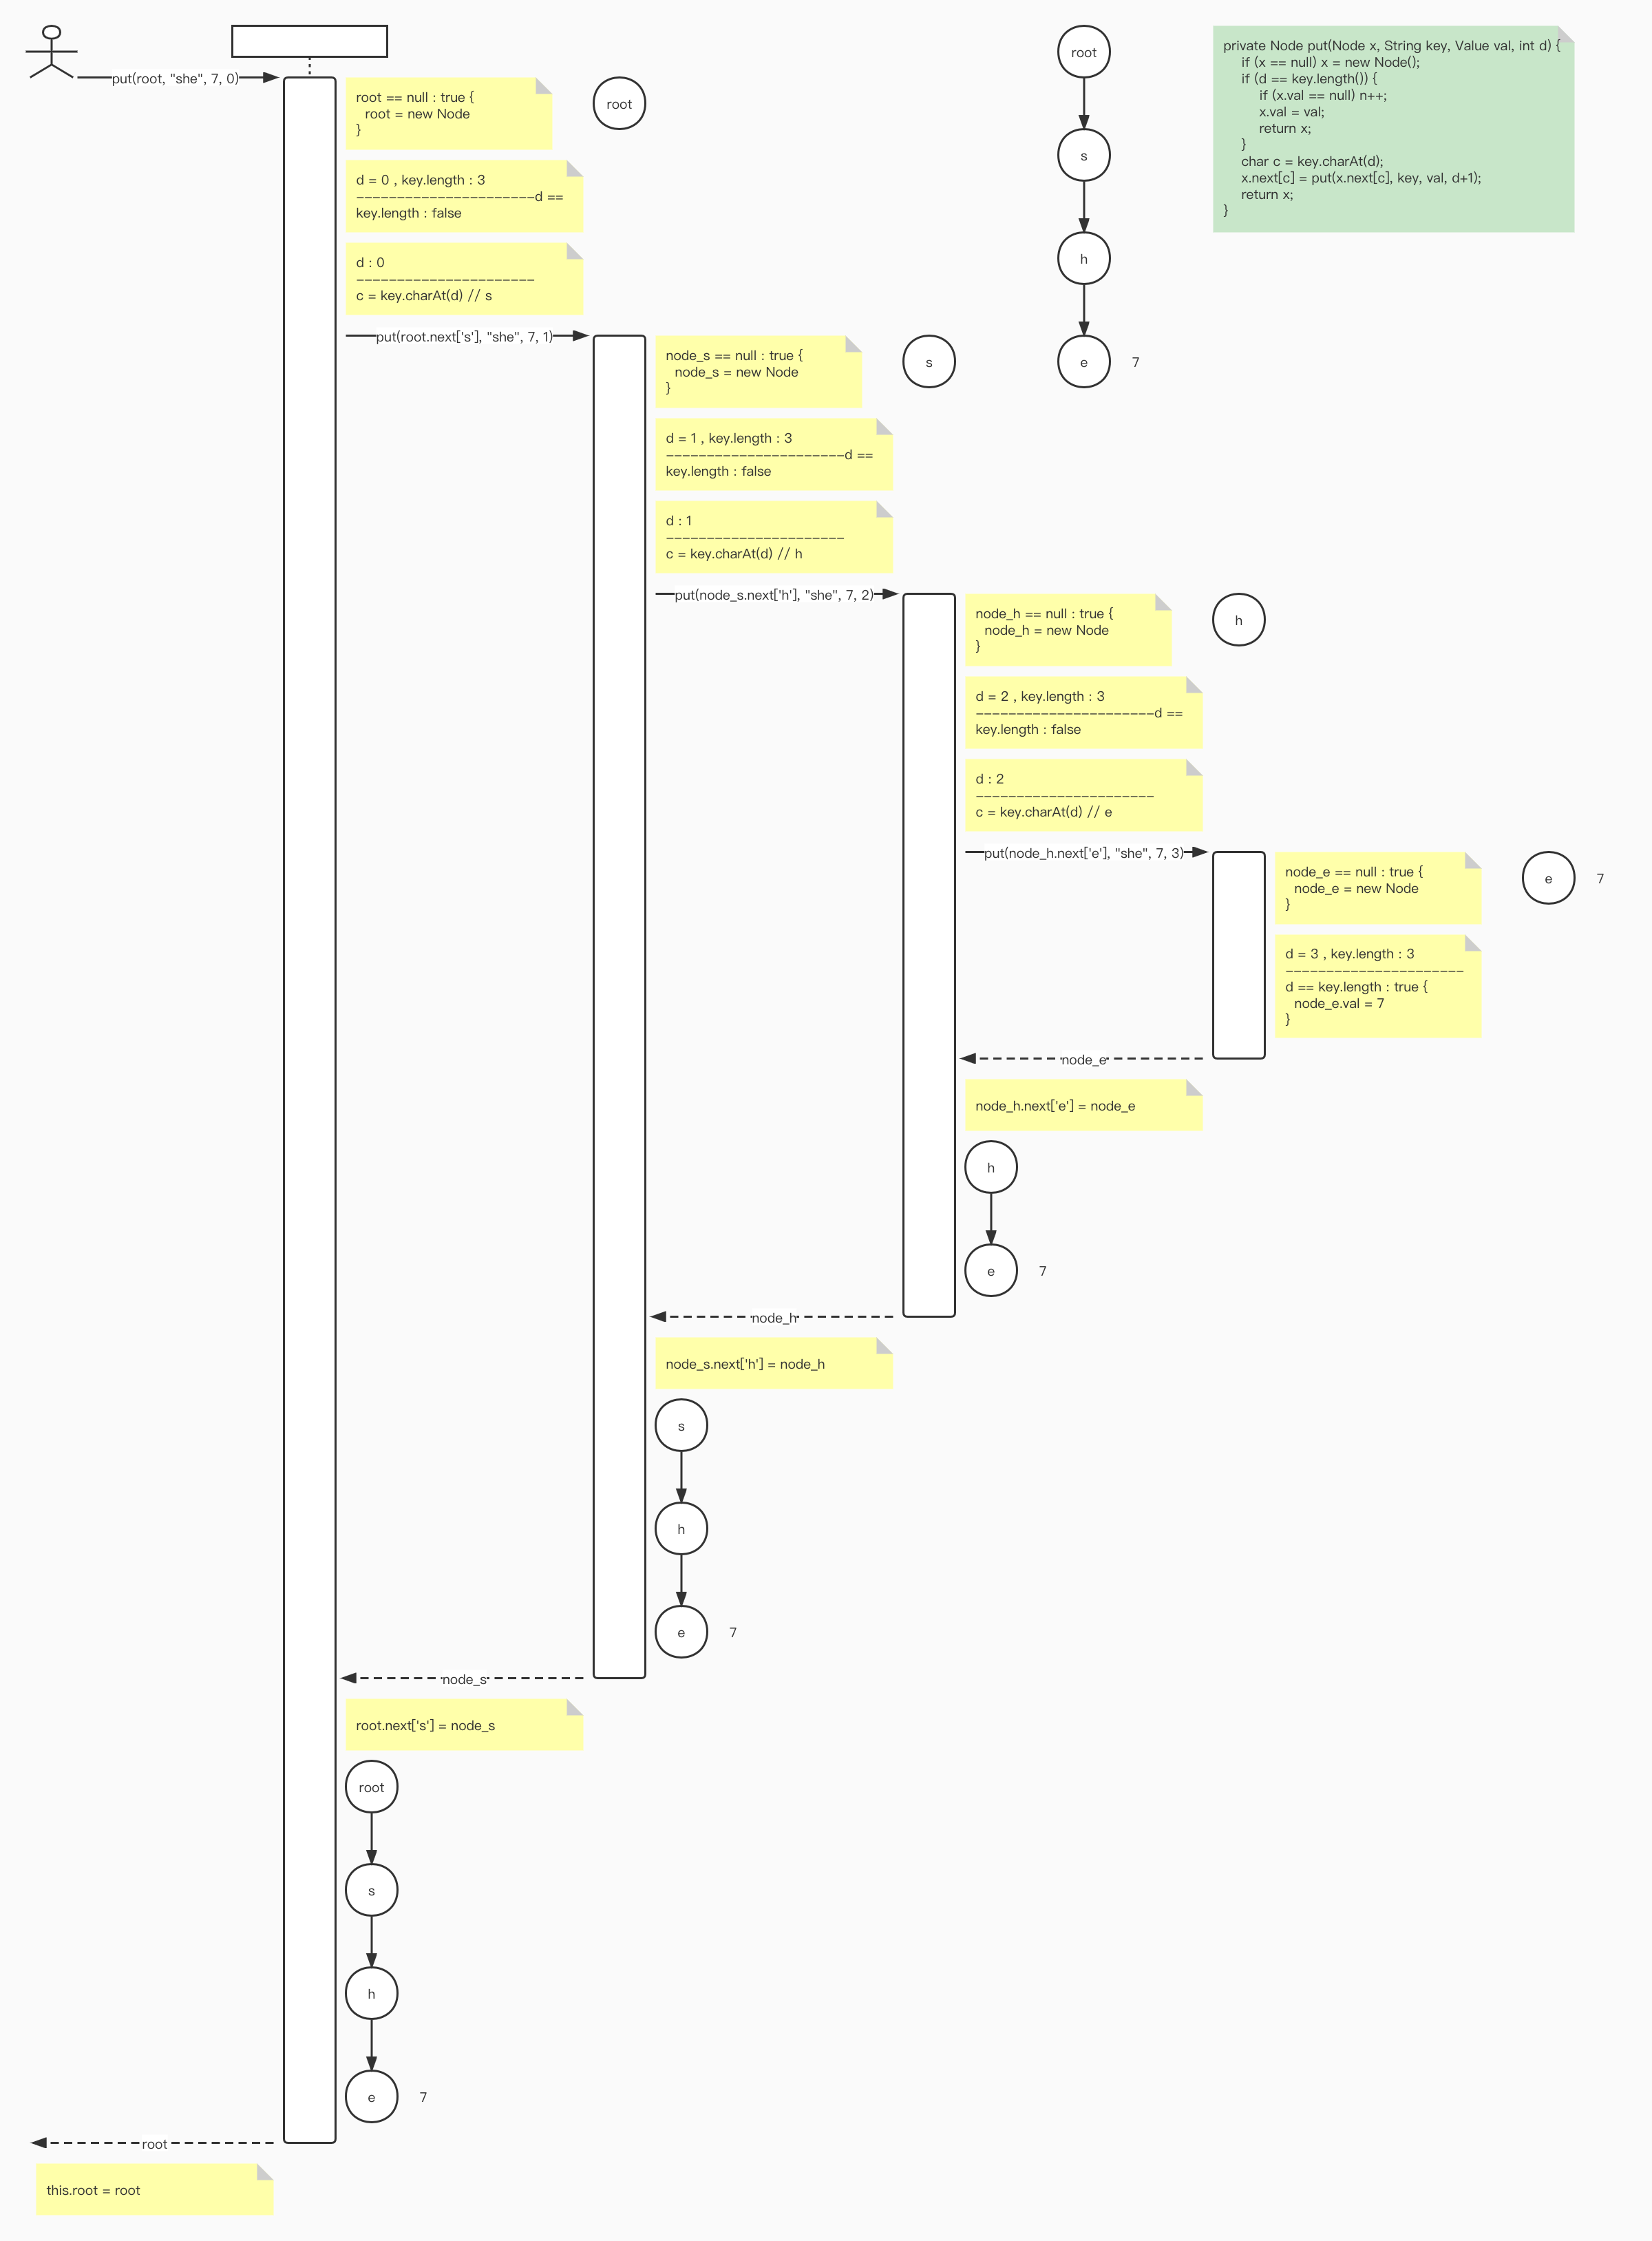 root
private Node put(Node x, String key, Value val, int d) {
if (x == null) x = new Node();
if (d == key.length()) {
if (x.val == null) n++;
x.val = val;
return x;
}
char c = key.charAt(d);
x.next[c] = put(x.next[c], key, val, d+1);
return x;
}
s
h
e 7
put(root, "she", 7, 0)
root == null : true {
root = new Node
}
root
d = 0 , key.length : 3
----------------------d ==
key.length : false
d : 0
----------------------
c = key.charAt(d) // s
put(root.next['s'], "she", 7, 1)
node_s == null : true {
node_s = new Node
}
s
d = 1 , key.length : 3
----------------------d ==
key.length : false
d : 1
----------------------
c = key.charAt(d) // h
put(node_s.next['h'], "she", 7, 2)
node_h == null : true {
node_h = new Node
}
h
d = 2 , key.length : 3
----------------------d ==
key.length : false
d : 2
----------------------
c = key.charAt(d) // e
put(node_h.next['e'], "she", 7, 3)
node_e == null : true {
node_e = new Node
}
e 7
d = 3 , key.length : 3
----------------------
d == key.length : true {
node_e.val = 7
}
node_e
node_h.next['e'] = node_e
h
e 7
node_h
node_s.next['h'] = node_h
s
h
e 7
node_s
root.next['s'] = node_s
root
s
h
e 7
root
this.root = root